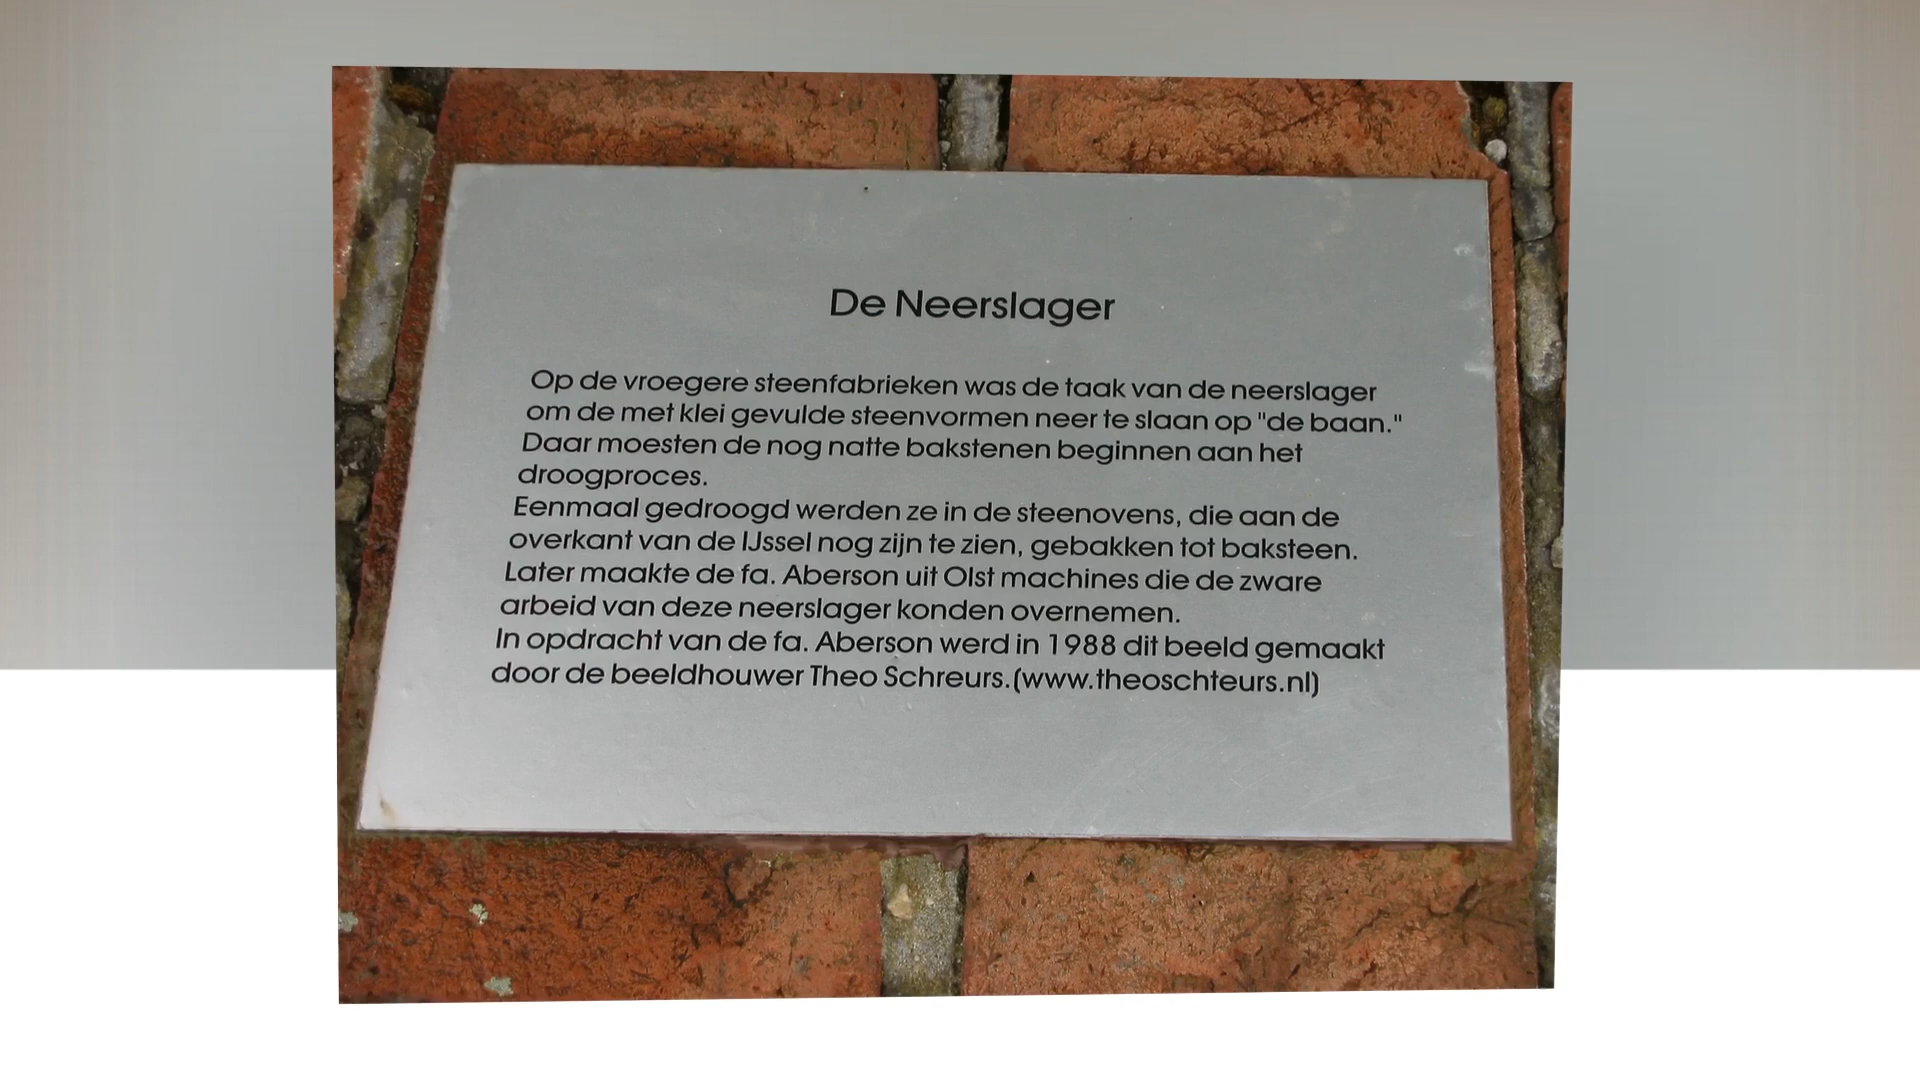 De Neerslager
Op de vroegere steenfabrieken was de taak van de neerslager
om de met klei gevulde steenvormen neer te slaan op "de baan."
Daar moesten de nog natte bakstenen beginnen aan het
droogproces.
Eenmaal gedroogd werden ze in de steenovens, die aan de
overkant van de IJssel nog zijn te zien, gebakken tot baksteen.
Later maakte de fa. Aberson uit Olst machines die de zware
arbeid van deze neerslager konden overnemen.
In opdracht van de fa. Aberson werd in 1988 dit beeld gemaakt
door de beeldhouwer Theo Schreurs.(www.theoschteurs.nl)